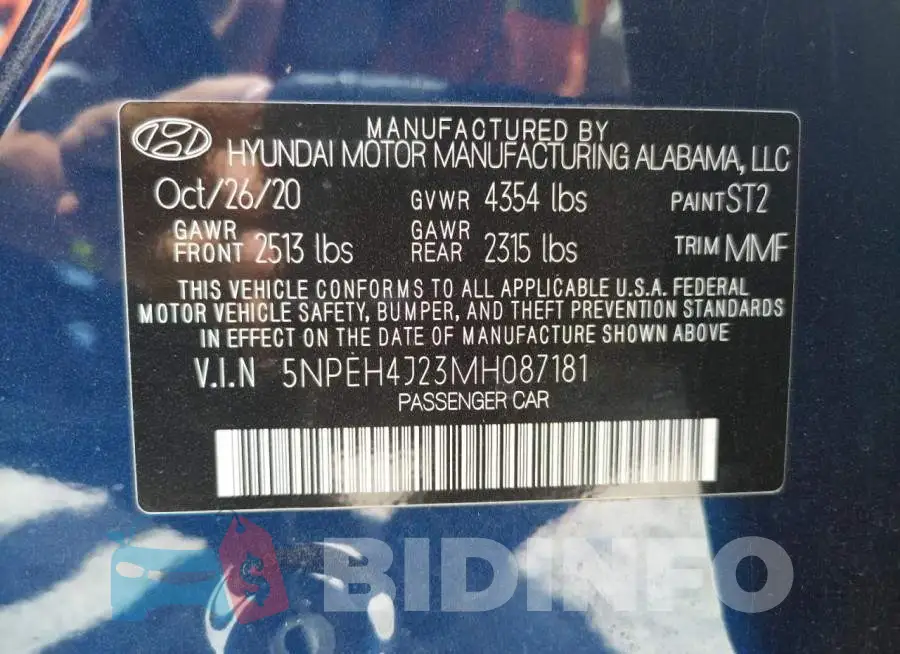 MANUFACTURED BY
HYUNDAI MOTOR MANUFACTURING ALABAMA, LLC
Oct/26/20 GVWR 4354 lbs PAINT ST2
GAWR FRONT 2513 lbs GAWR REAR 2315 lbs TRIM MMF
THIS VEHICLE CONFORMS TO ALL APPLICABLE U.S.A. FEDERAL
MOTOR VEHICLE SAFETY, BUMPER, AND THEFT PREVENTION STANDARDS
IN EFFECT ON THE DATE OF MANUFACTURE SHOWN ABOVE
V.I.N 5NPEH4J23MH087181
PASSENGER CAR
BIDINFO